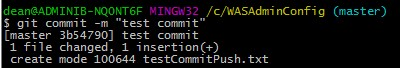 dean@ADMINIB-NQONT6F MINGW32 /c/WASAdminConfig (master)
$ git commit -m "test commit"
[master 3b54790] test commit
 1 file changed, 1 insertion(+)
 create mode 100644 testCommitPush.txt